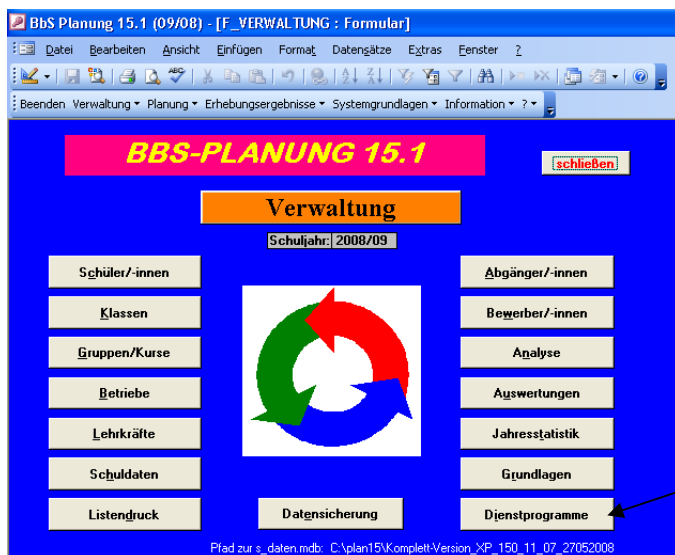 BbS Planung 15.1 (09/08) - [F_VERWALTUNG : Formular]
Datei Bearbeiten Ansicht Einfügen Format Datensätze Extras Fenster ?
Beenden Verwaltung Planung Erhebungsergebnisse Systemgrundlagen Information ?
BBS-PLANUNG 15.1
schließen
Verwaltung
Schuljahr: 2008/09
Schüler/-innen
Abgänger/-innen
Klassen
Bewerber/-innen
Gruppen/Kurse
Analyse
Betriebe
Auswertungen
Lehrkräfte
Jahresstatistik
Schuldaten
Grundlagen
Listendruck
Datensicherung
Dienstprogramme
Pfad zur s_daten.mdb: C:\plan15\Komplett-Version_XP_150_11_07_27052008